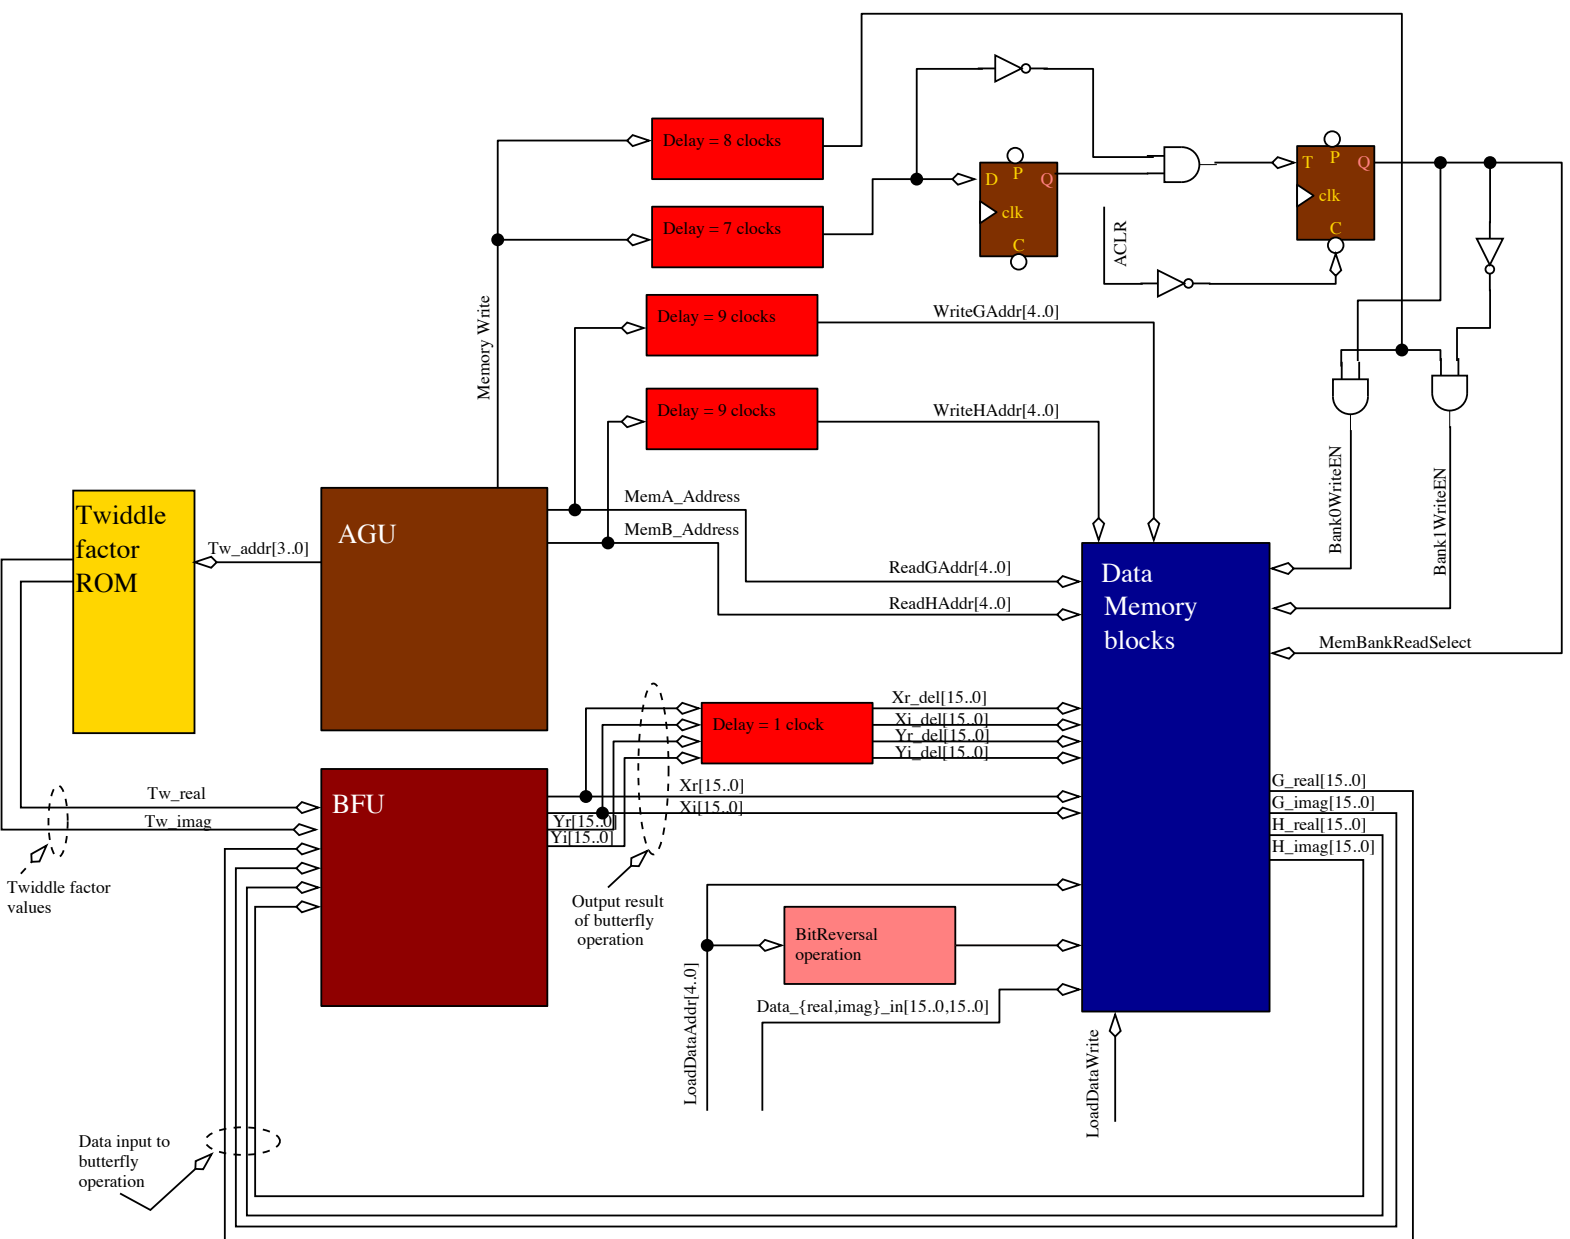 Delay = 8 clocks
D
P
Q
clk
C
T
P
Q
clk
C
Delay = 7 clocks
ACLR
Memory Write
Delay = 9 clocks
WriteGAddr[4..0]
Delay = 9 clocks
WriteHAddr[4..0]
Bank0WriteEN
Bank1WriteEN
Twiddle
factor
ROM
Tw_addr[3..0]
AGU
MemA_Address
MemB_Address
ReadGAddr[4..0]
ReadHAddr[4..0]
Data
Memory
blocks
MemBankReadSelect
Delay = 1 clock
Xr_del[15..0]
Xi_del[15..0]
Yr_del[15..0]
Yi_del[15..0]
Tw_real
Tw_imag
BFU
Xr[15..0]
Xi[15..0]
Yr[15..0]
Yi[15..0]
G_real[15..0]
G_imag[15..0]
H_real[15..0]
H_imag[15..0]
Twiddle factor
values
Output result
of butterfly
operation
BitReversal
operation
LoadDataAddr[4..0]
Data_{real,imag}_in[15..0,15..0]
LoadDataWrite
Data input to
butterfly
operation